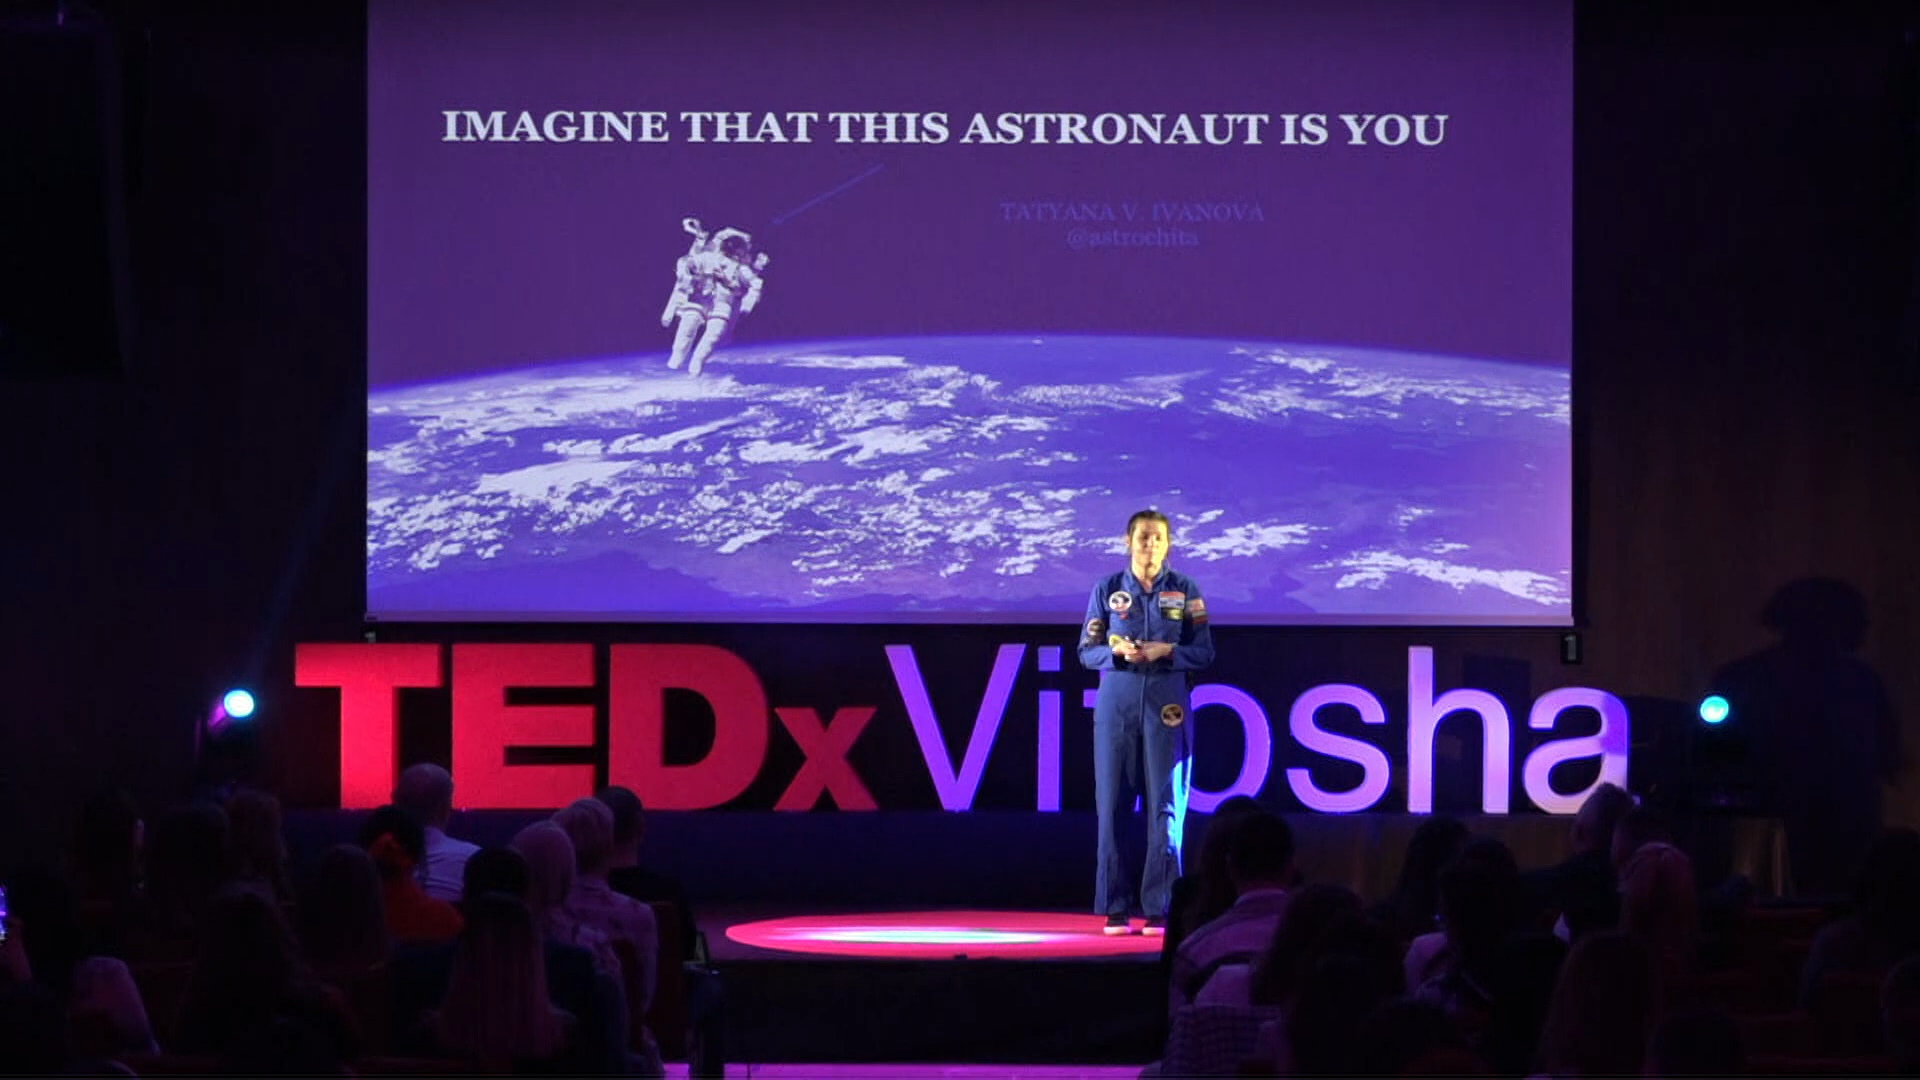 IMAGINE THAT THIS ASTRONAUT IS YOU
TATYANA V. IVANOVA
@astrochita
TEDxVitosha